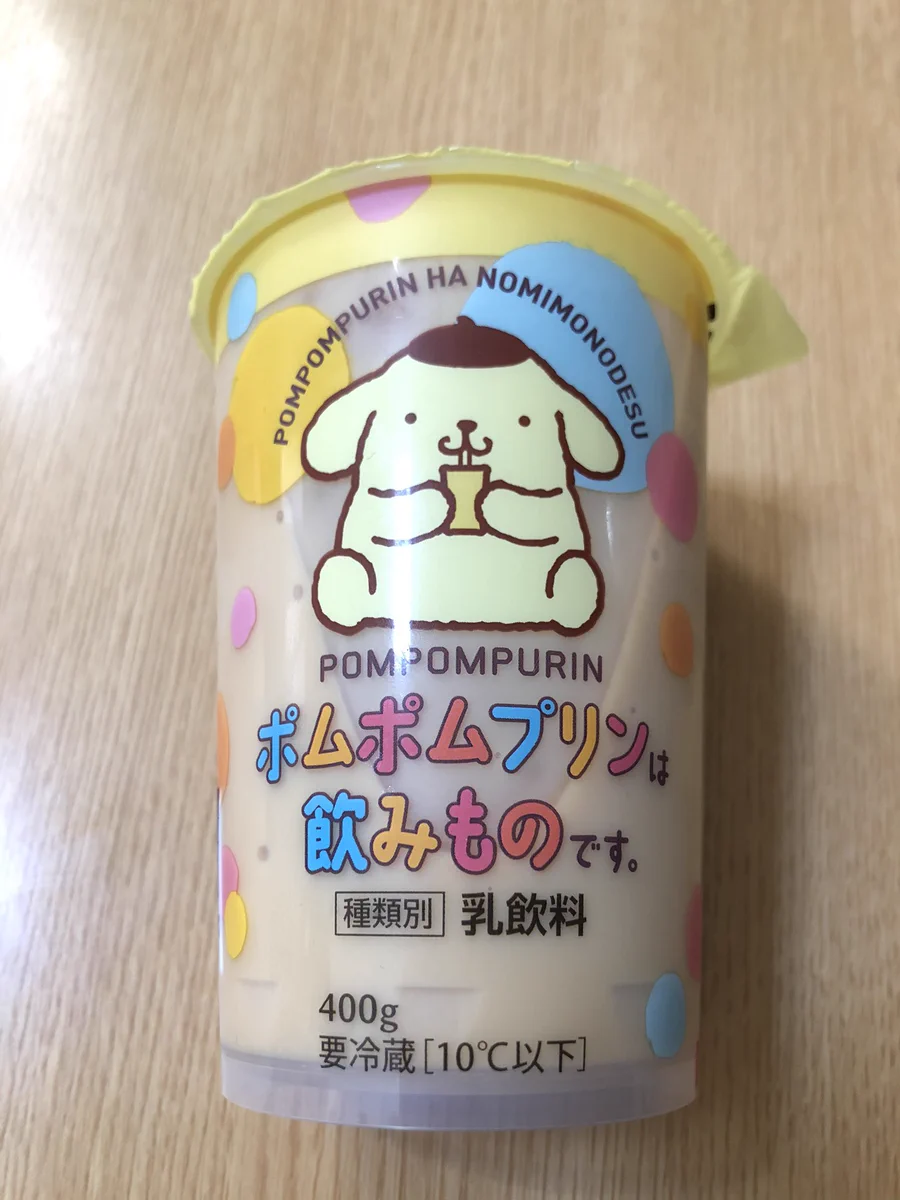 POMPOMPURIN HA NOMIMONODESU
POMPOMPURIN
ポムポムプリンは
飲みものです。
種類別 乳飲料
400g
要冷蔵[10℃以下]